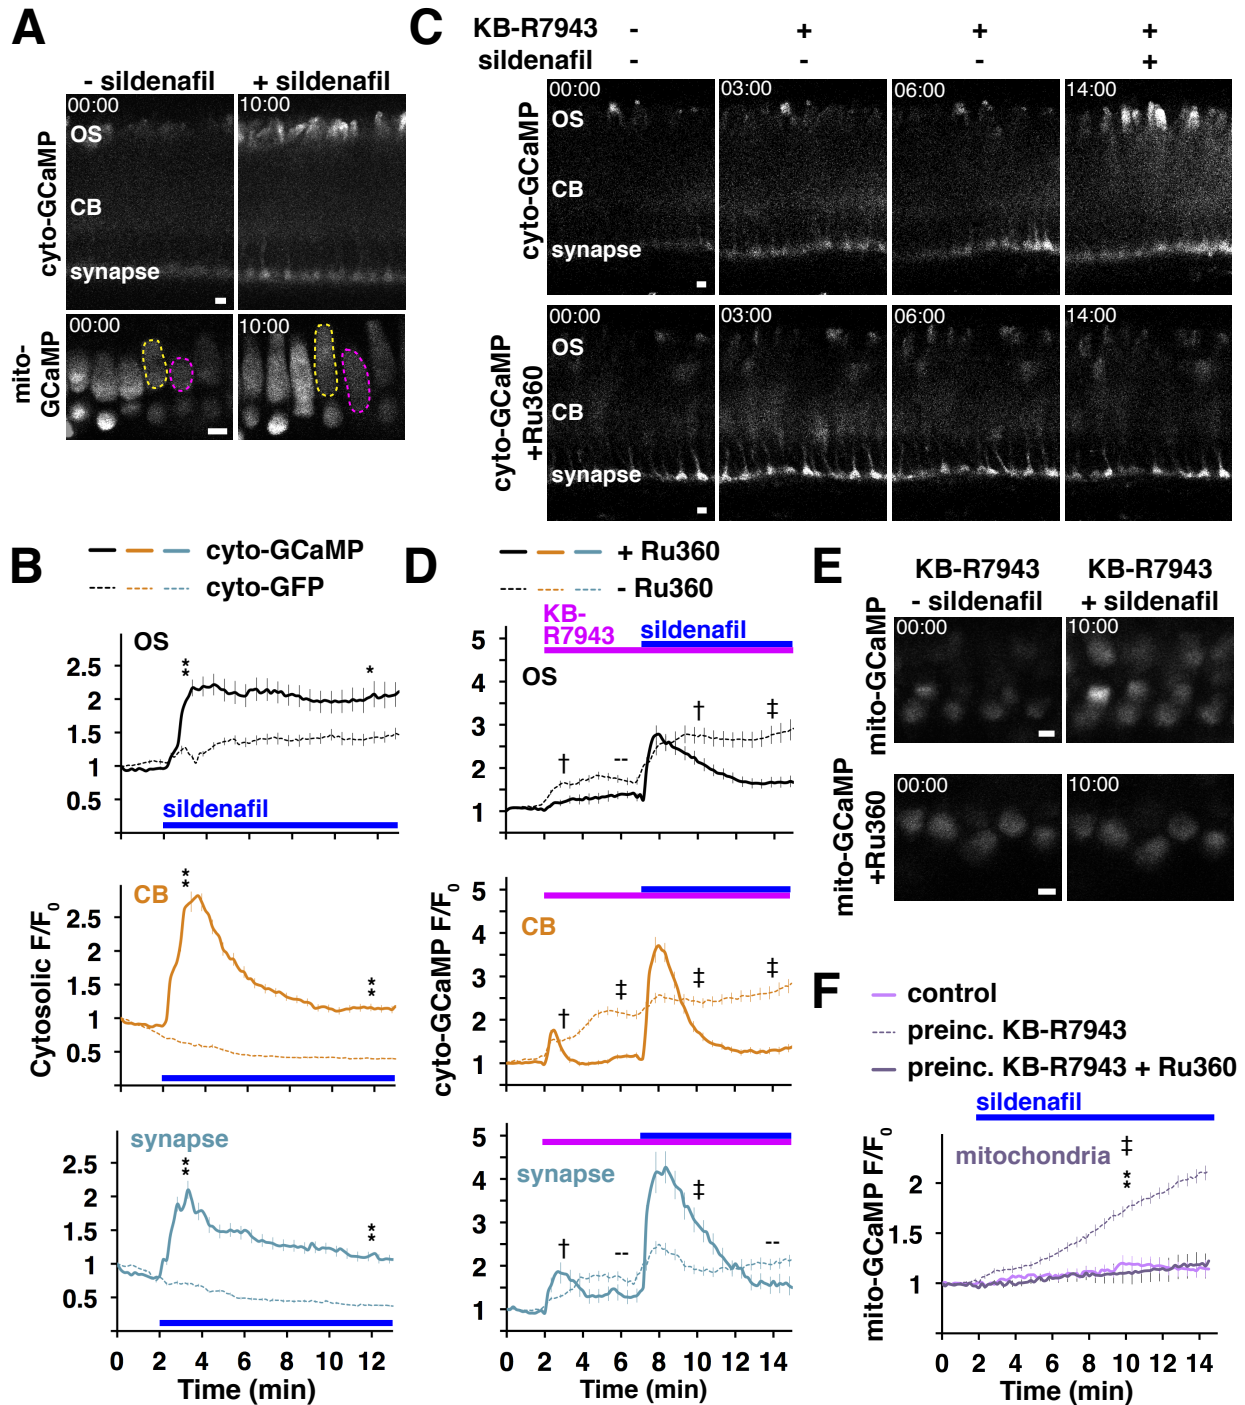 A
- sildenafil + sildenafil
cyto-GCaMP
00:00 10:00
OS
CB
synapse
mito-
GCaMP
00:00 10:00
C
KB-R7943 - + + +
sildenafil - - - +
cyto-GCaMP
00:00 03:00 06:00 14:00
OS
CB
synapse
cyto-GCaMP
+Ru360
00:00 03:00 06:00 14:00
OS
CB
synapse
B
cyto-GCaMP
cyto-GFP
Cytosolic F/F0
OS
** *
2.5
2
1.5
1
0.5
sildenafil
CB
** **
2.5
2
1.5
1
0.5
synapse
** **
2.5
2
1.5
1
0.5
0 2 4 6 8 10 12
Time (min)
D
+ Ru360
- Ru360
cyto-GCaMP F/F0
KB-
R7943
sildenafil
OS
† -- † ‡
5
4
3
2
1
CB
† ‡ ‡ ‡
5
4
3
2
1
synapse
† -- ‡ --
5
4
3
2
1
0 2 4 6 8 10 12 14
Time (min)
E
KB-R7943
- sildenafil
KB-R7943
+ sildenafil
mito-GCaMP
00:00 10:00
mito-GCaMP
+Ru360
00:00 10:00
F
control
preinc. KB-R7943
preinc. KB-R7943 + Ru360
sildenafil
mitochondria
‡
**
mito-GCaMP F/F0
2
1.5
1
0 2 4 6 8 10 12 14
Time (min)